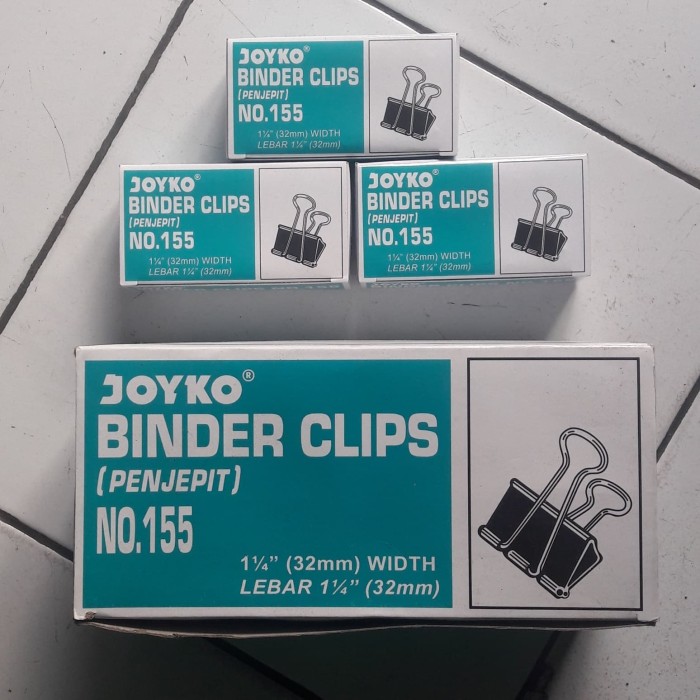 JOYKO®
BINDER CLIPS
(PENJEPIT)
NO.155
1¼" (32mm) WIDTH
LEBAR 1¼" (32mm)
JOYKO®
BINDER CLIPS
(PENJEPIT)
NO.155
1¼" (32mm) WIDTH
LEBAR 1¼" (32mm)
JOYKO®
BINDER CLIPS
(PENJEPIT)
NO.155
1¼" (32mm) WIDTH
LEBAR 1¼" (32mm)
JOYKO®
BINDER CLIPS
(PENJEPIT)
NO.155
1¼" (32mm) WIDTH
LEBAR 1¼" (32mm)